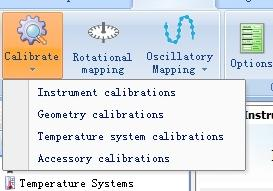 Calibrate
Rotational mapping
Oscillatory Mapping
Options
Instrument calibrations
Geometry calibrations
Temperature system calibrations
Accessory calibrations
Temperature Systems